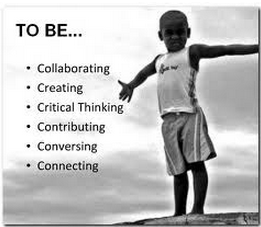 TO BE...
• Collaborating
• Creating
• Critical Thinking
• Contributing
• Conversing
• Connecting